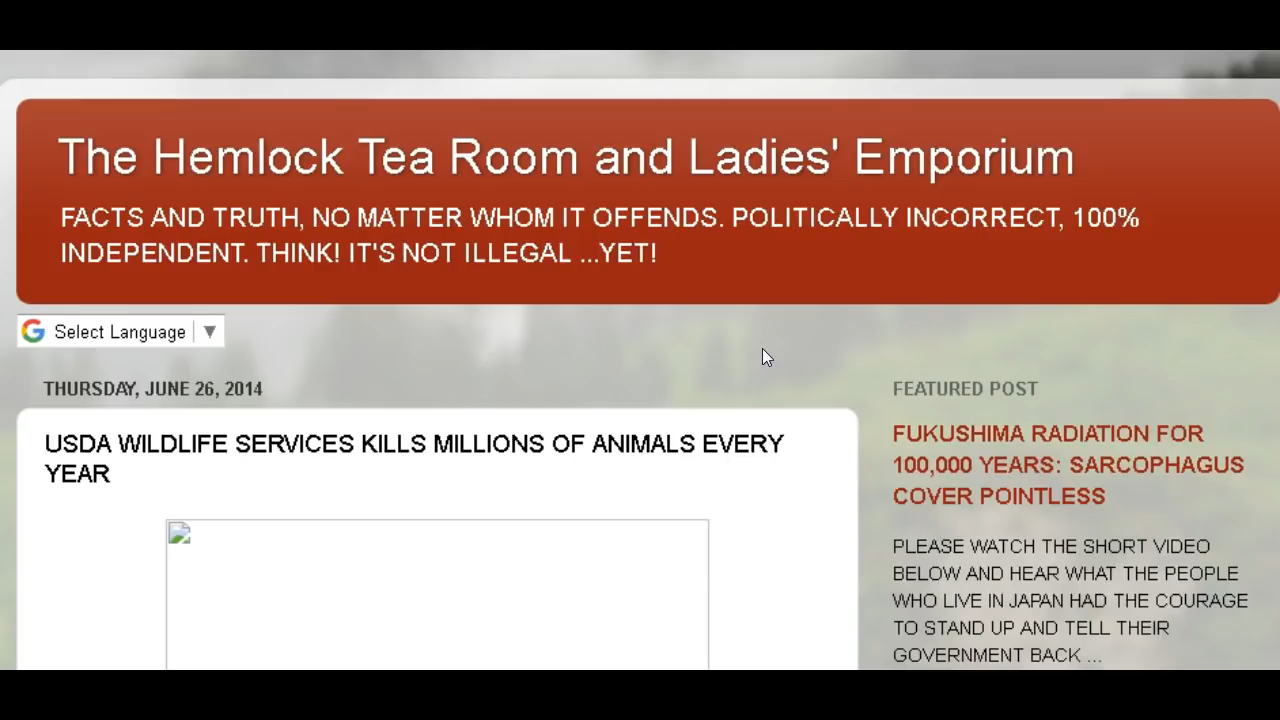 The Hemlock Tea Room and Ladies' Emporium
FACTS AND TRUTH, NO MATTER WHOM IT OFFENDS. POLITICALLY INCORRECT, 100%
INDEPENDENT. THINK! IT'S NOT ILLEGAL ...YET!
Select Language ▼
THURSDAY, JUNE 26, 2014
USDA WILDLIFE SERVICES KILLS MILLIONS OF ANIMALS EVERY
YEAR
FEATURED POST
FUKUSHIMA RADIATION FOR
100,000 YEARS: SARCOPHAGUS
COVER POINTLESS
PLEASE WATCH THE SHORT VIDEO
BELOW AND HEAR WHAT THE PEOPLE
WHO LIVE IN JAPAN HAD THE COURAGE
TO STAND UP AND TELL THEIR
GOVERNMENT BACK ...